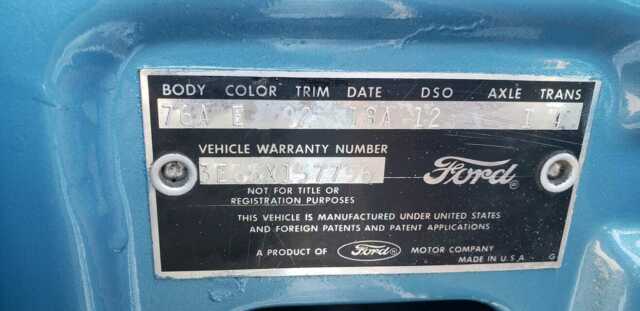 BODY COLOR TRIM DATE DSO AXLE TRANS
76A E 92 18A 12 1 4
VEHICLE WARRANTY NUMBER
Ford
NOT FOR TITLE OR
REGISTRATION PURPOSES
THIS VEHICLE IS MANUFACTURED UNDER UNITED STATES
AND FOREIGN PATENTS AND PATENT APPLICATIONS
A PRODUCT OF Ford MOTOR COMPANY
MADE IN U.S.A. G